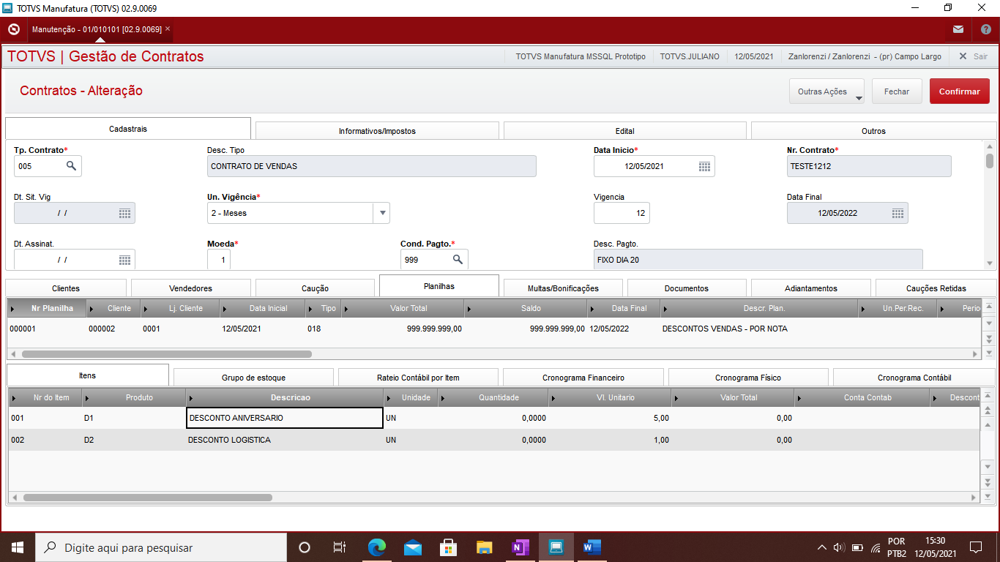 TOTVS Manufatura (TOTVS) 02.9.0069
Manutenção - 01/010101 [02.9.0069]
TOTVS | Gestão de Contratos
TOTVS Manufatura MSSQL Prototipo
TOTVS.JULIANO
12/05/2021
Zanlorenzi / Zanlorenzi - (pr) Campo Largo
Sair
Contratos - Alteração
Outras Ações
Fechar
Confirmar
Cadastrais
Informativos/Impostos
Edital
Outros
Tp. Contrato*
Desc. Tipo
Data Inicio*
Nr. Contrato*
005
CONTRATO DE VENDAS
12/05/2021
TESTE1212
Dt. Sit. Vig
Un. Vigência*
Vigencia
Data Final
/ /
2 - Meses
12
12/05/2022
Dt. Assinat.
Moeda*
Cond. Pagto.*
Desc. Pagto.
/ /
1
999
FIXO DIA 20
Clientes
Vendedores
Caução
Planilhas
Multas/Bonificações
Documentos
Adiantamentos
Cauções Retidas
Nr Planilha
Cliente
Lj. Cliente
Data Inicial
Tipo
Valor Total
Saldo
Data Final
Descr. Plan.
Un.Per.Rec.
Perio
000001
000002
0001
12/05/2021
018
999.999.999,00
999.999.999,00
12/05/2022
DESCONTOS VENDAS - POR NOTA
Itens
Grupo de estoque
Rateio Contábil por Item
Cronograma Financeiro
Cronograma Físico
Cronograma Contábil
Nr do Item
Produto
Descricao
Unidade
Quantidade
Vl. Unitario
Valor Total
Conta Contab
Descont
001
D1
DESCONTO ANIVERSARIO
UN
0,0000
5,00
0,00
002
D2
DESCONTO LOGISTICA
UN
0,0000
1,00
0,00
Digite aqui para pesquisar
POR
PTB2
15:30
12/05/2021